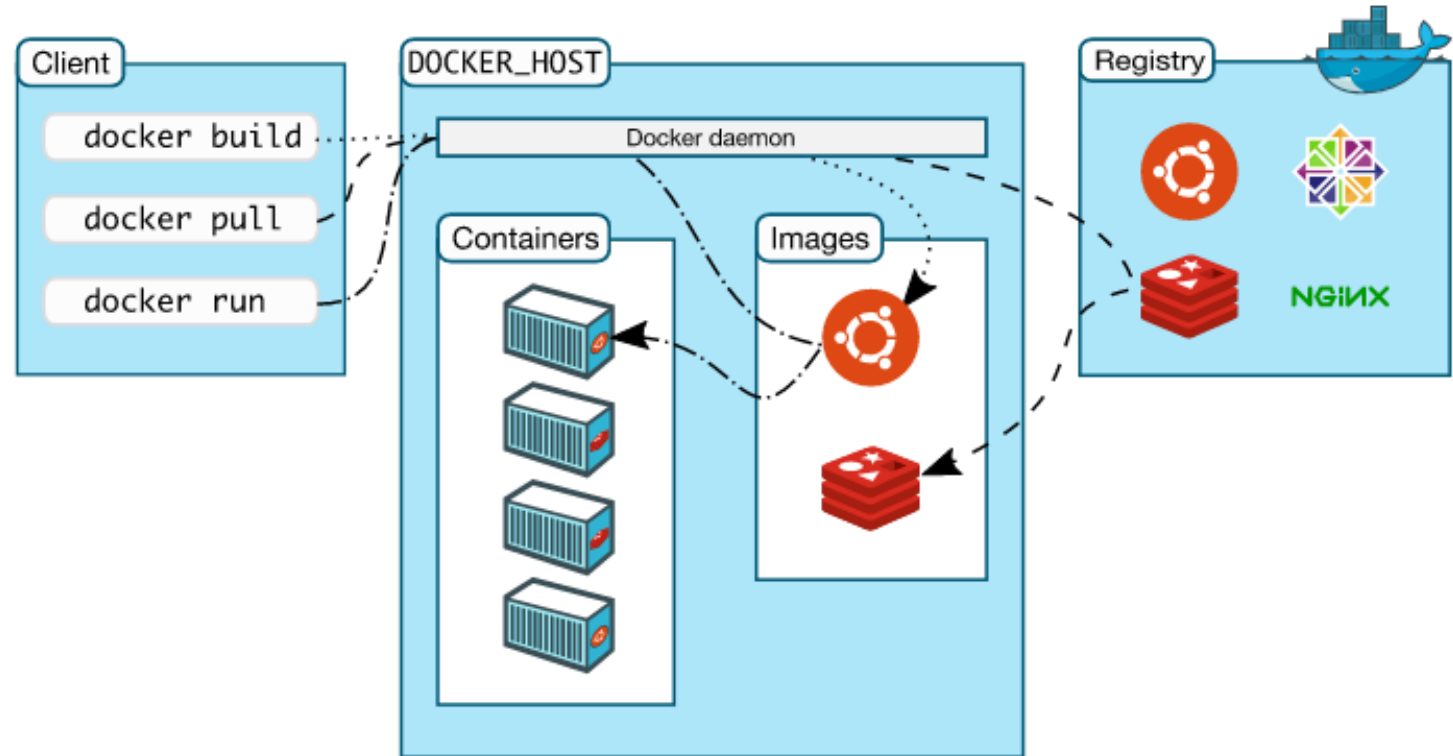 Client
docker build
docker pull
docker run
DOCKER_HOST
Docker daemon
Containers
Images
Registry
NGiNX